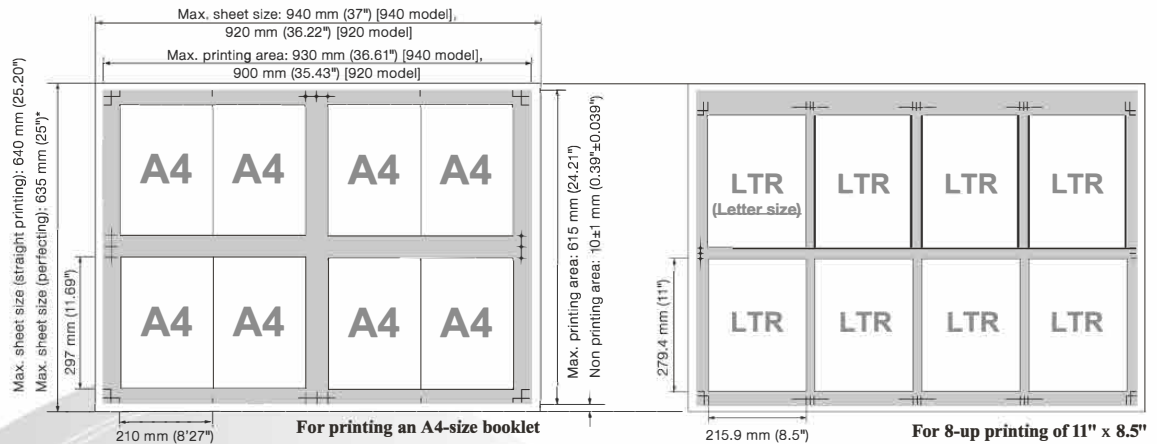 Max. sheet size: 940 mm (37") [940 model],
920 mm (36.22") [920 model]
Max. printing area: 930 mm (36.61") [940 model],
900 mm (35.43") [920 model]
Max. sheet size (straight printing): 640 mm (25.20")
Max. sheet size (perfecting): 635 mm (25")*
297 mm (11.69")
A4 A4 A4 A4
A4 A4 A4 A4
210 mm (8'27")
For printing an A4-size booklet
Max. printing area: 615 mm (24.21")
Non printing area: 10±1 mm (0.39"±0.039")
LTR LTR LTR LTR
(Letter size)
LTR LTR LTR LTR
279.4 mm (11")
215.9 mm (8.5")
For 8-up printing of 11" x 8.5"